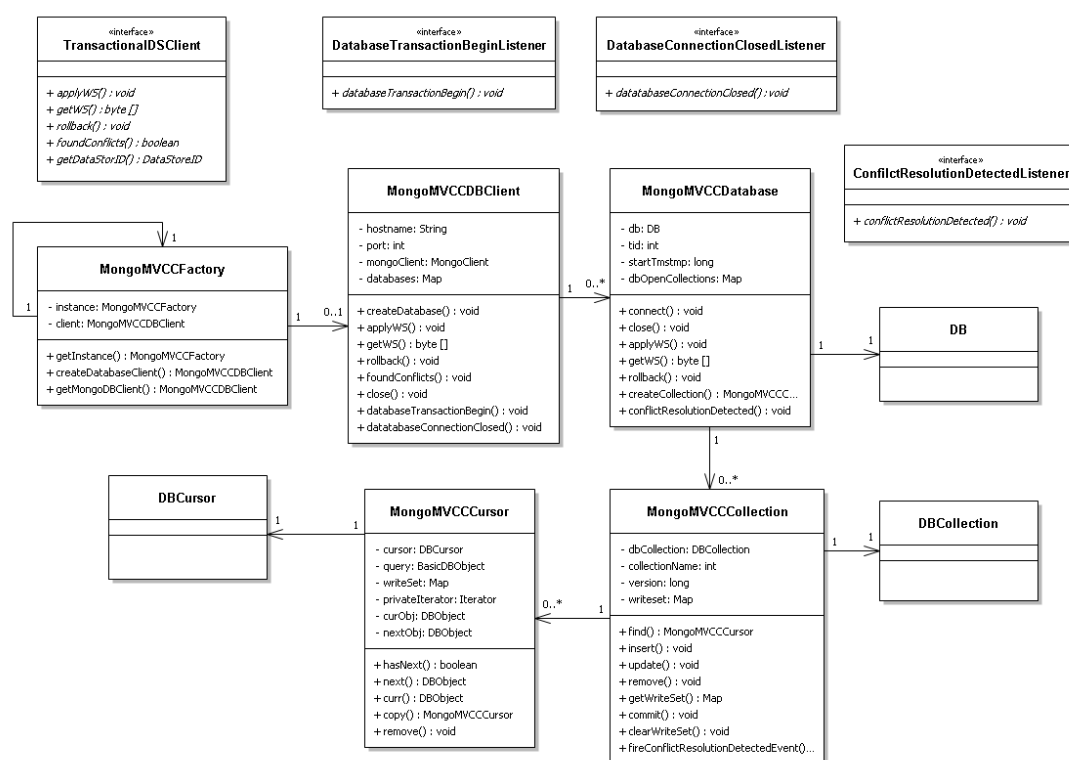 «interface»
TransactionalDSClient
+ applyWS() : void
+ getWS() : byte []
+ rollback() : void
+ foundConflicts() : boolean
+ getDataStorID() : DataStoreID
«interface»
DatabaseTransactionBeginListener
+ databaseTransactionBegin() : void
«interface»
DatabaseConnectionClosedListener
+ datatabaseConnectionClosed() : void
«interface»
ConfilctResolutionDetectedListener
+ conflictResolutionDetected() : void
1
1
MongoMVCCFactory
- instance: MongoMVCCFactory
- client: MongoMVCCDBClient
+ getInstance() : MongoMVCCFactory
+ createDatabaseClient() : MongoMVCCDBClient
+ getMongoDBClient() : MongoMVCCDBClient
1
0..1
MongoMVCCDBClient
- hostname: String
- port: int
- mongoClient: MongoClient
- databases: Map
+ createDatabase() : void
+ applyWS() : void
+ getWS() : byte []
+ rollback() : void
+ foundConflicts() : void
+ close() : void
+ databaseTransactionBegin() : void
+ datatabaseConnectionClosed() : void
1
0..*
MongoMVCCDatabase
- db: DB
- tid: int
- startTmstmp: long
- dbOpenCollections: Map
+ connect() : void
+ close() : void
+ applyWS() : void
+ getWS() : byte []
+ rollback() : void
+ createCollection() : MongoMVCCC...
+ conflictResolutionDetected() : void
1
1
DB
1
0..*
DBCursor
1
1
MongoMVCCCursor
- cursor: DBCursor
- query: BasicDBObject
- writeSet: Map
- privateIterator: Iterator
- curObj: DBObject
- nextObj: DBObject
+ hasNext() : boolean
+ next() : DBObject
+ curr() : DBObject
+ copy() : MongoMVCCCursor
+ remove() : void
0..*
1
MongoMVCCCollection
- dbCollection: DBCollection
- collectionName: int
- version: long
- writeset: Map
+ find() : MongoMVCCCursor
+ insert() : void
+ update() : void
+ remove() : void
+ getWriteSet() : Map
+ commit() : void
+ clearWriteSet() : void
+ fireConflictResolutionDetectedEvent()...
1
1
DBCollection